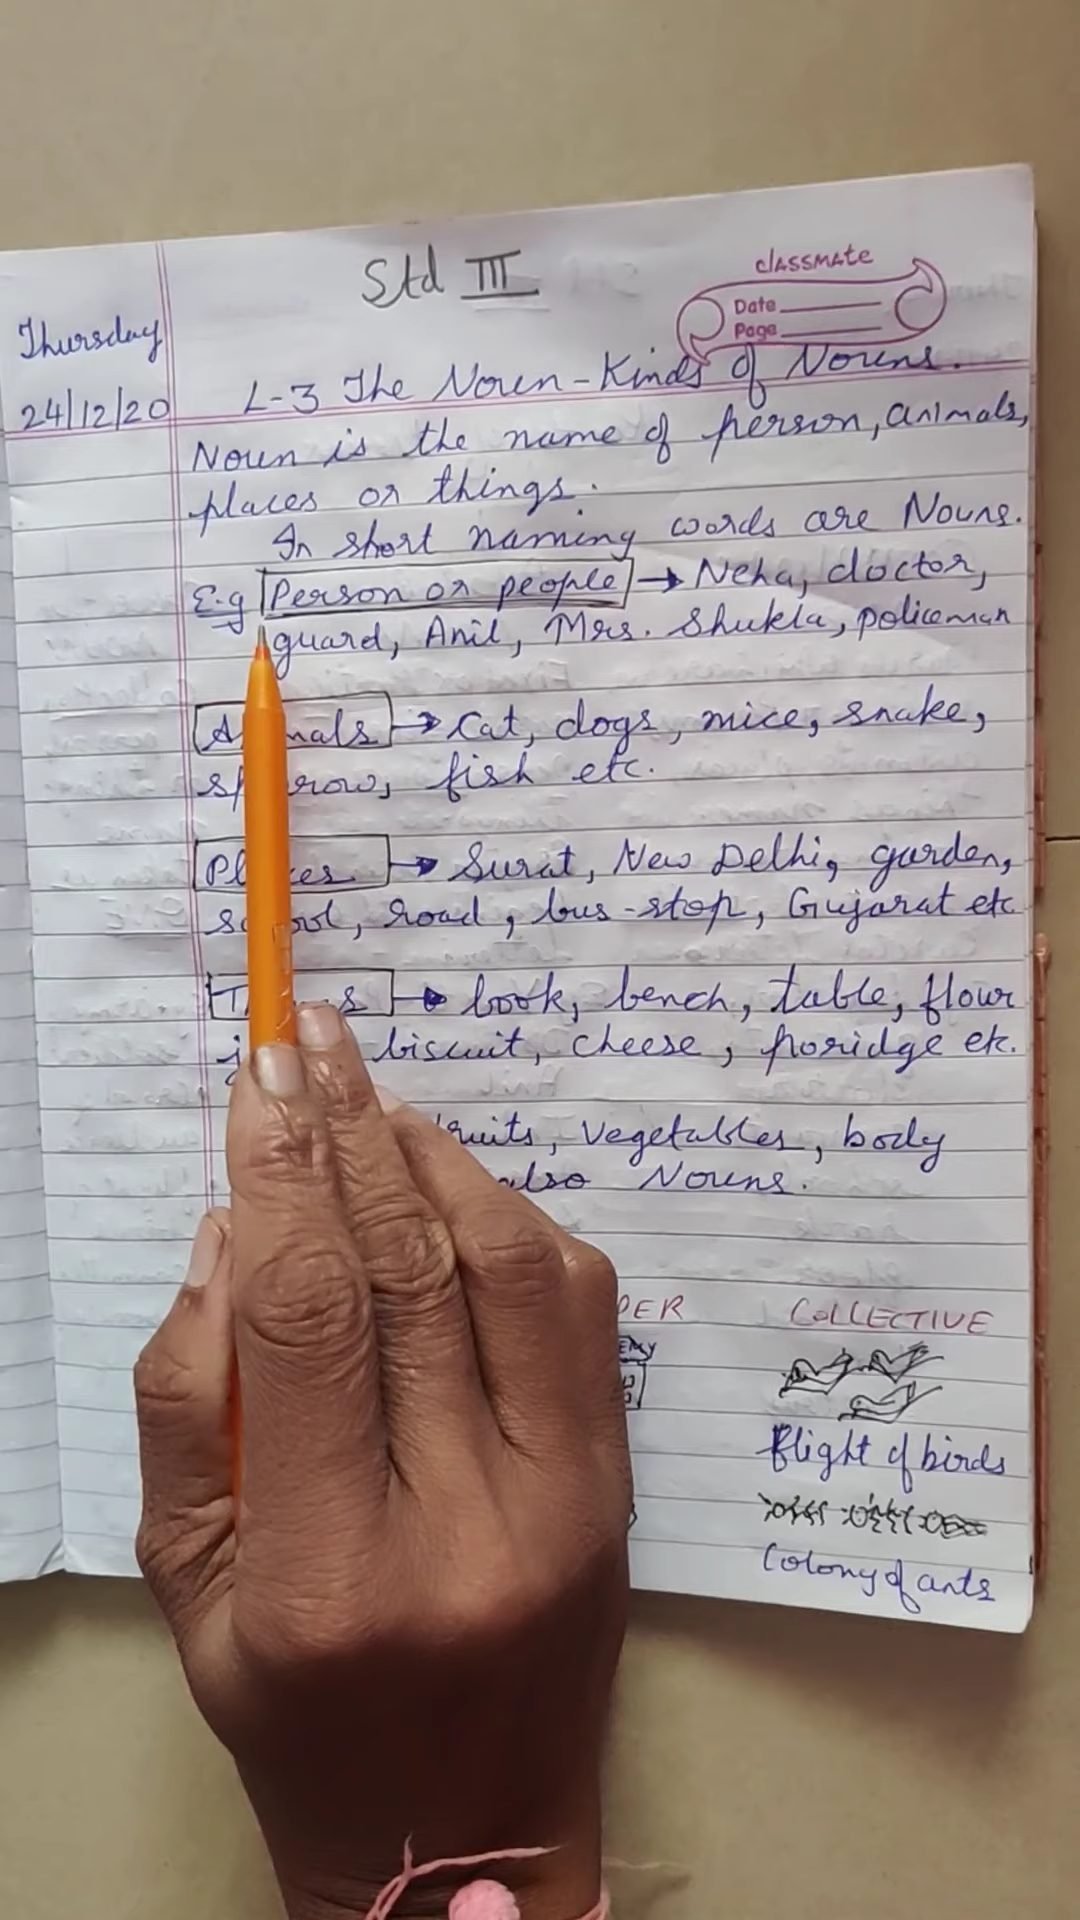 Std III
classmate
Date
Page
Thursday
24/12/20
L-3 The Noun-Kinds of Nouns.
Noun is the name of person, animals,
places or things.
In short naming words are Nouns.
E.g Person or people → Neha, doctor,
guard, Anil, Mrs. Shukla, policeman
→ Cat, dogs, mice, snake,
fish etc.
→ Surat, New Delhi, garden,
road, bus-stop, Gujarat etc
→ book, bench, table, flour
biscuit, cheese, poridge etc.
fruits, vegetables, body
also Nouns.
COLLECTIVE
flight of birds
Colony of ants